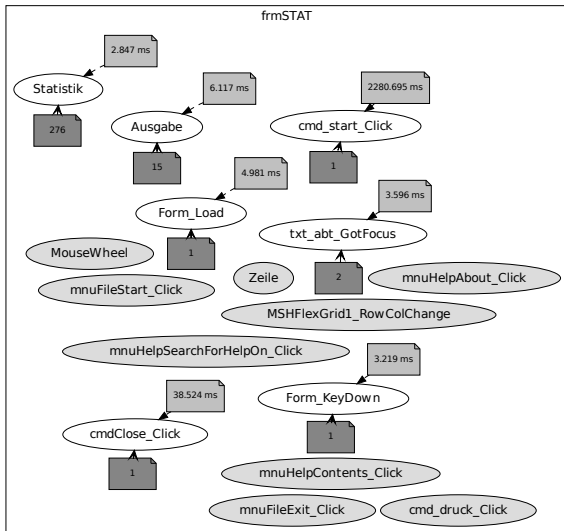 frmSTAT
2.847 ms
Statistik
276
6.117 ms
Ausgabe
15
2280.695 ms
cmd_start_Click
1
4.981 ms
Form_Load
1
3.596 ms
txt_abt_GotFocus
2
MouseWheel
Zeile
mnuHelpAbout_Click
mnuFileStart_Click
MSHFlexGrid1_RowColChange
mnuHelpSearchForHelpOn_Click
3.219 ms
Form_KeyDown
1
38.524 ms
cmdClose_Click
1
mnuHelpContents_Click
mnuFileExit_Click
cmd_druck_Click